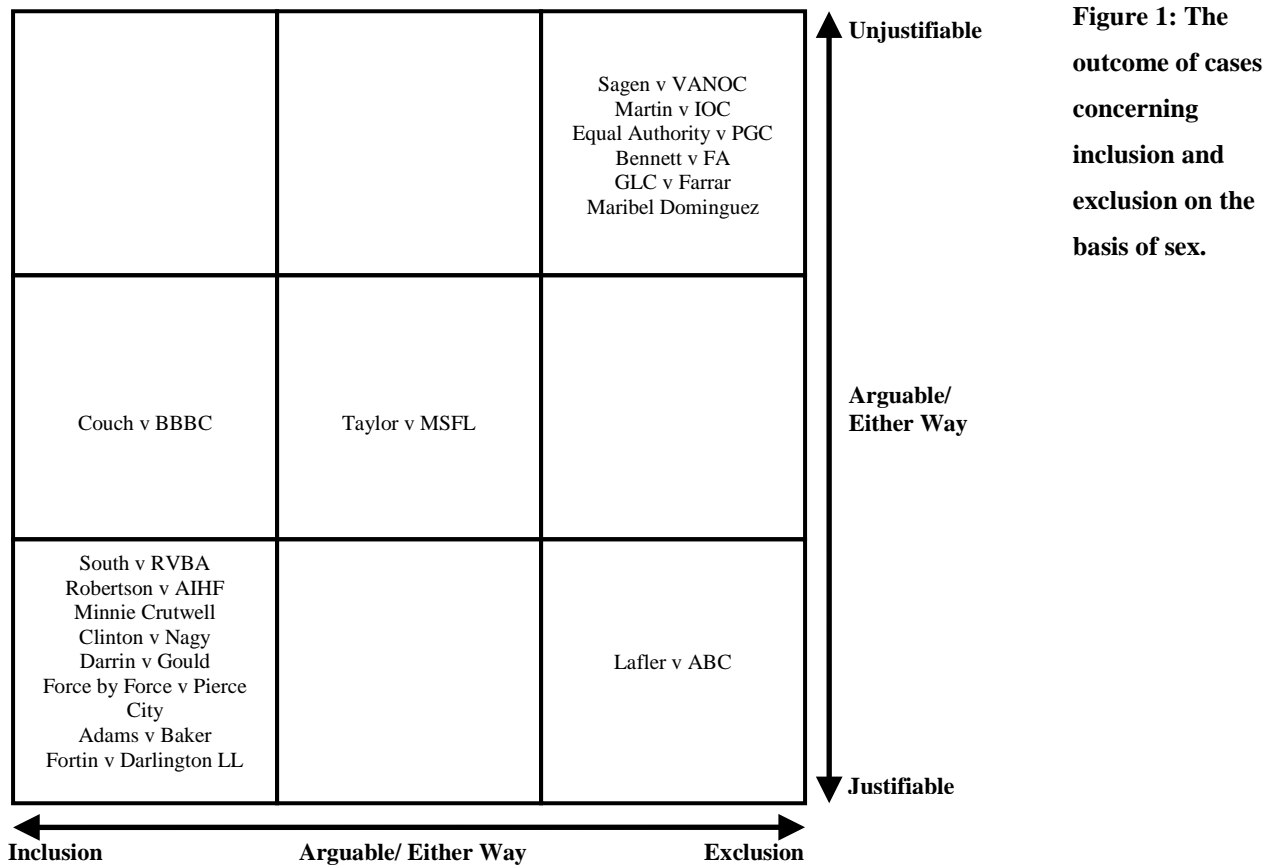 Sagen v VANOC
Martin v IOC
Equal Authority v PGC
Bennett v FA
GLC v Farrar
Maribel Dominguez
Couch v BBBC
Taylor v MSFL
South v RVBA
Robertson v AIHF
Minnie Crutwell
Clinton v Nagy
Darrin v Gould
Force by Force v Pierce
City
Adams v Baker
Fortin v Darlington LL
Lafler v ABC
Unjustifiable
Arguable/
Either Way
Justifiable
Inclusion
Arguable/ Either Way
Exclusion
Figure 1: The
outcome of cases
concerning
inclusion and
exclusion on the
basis of sex.